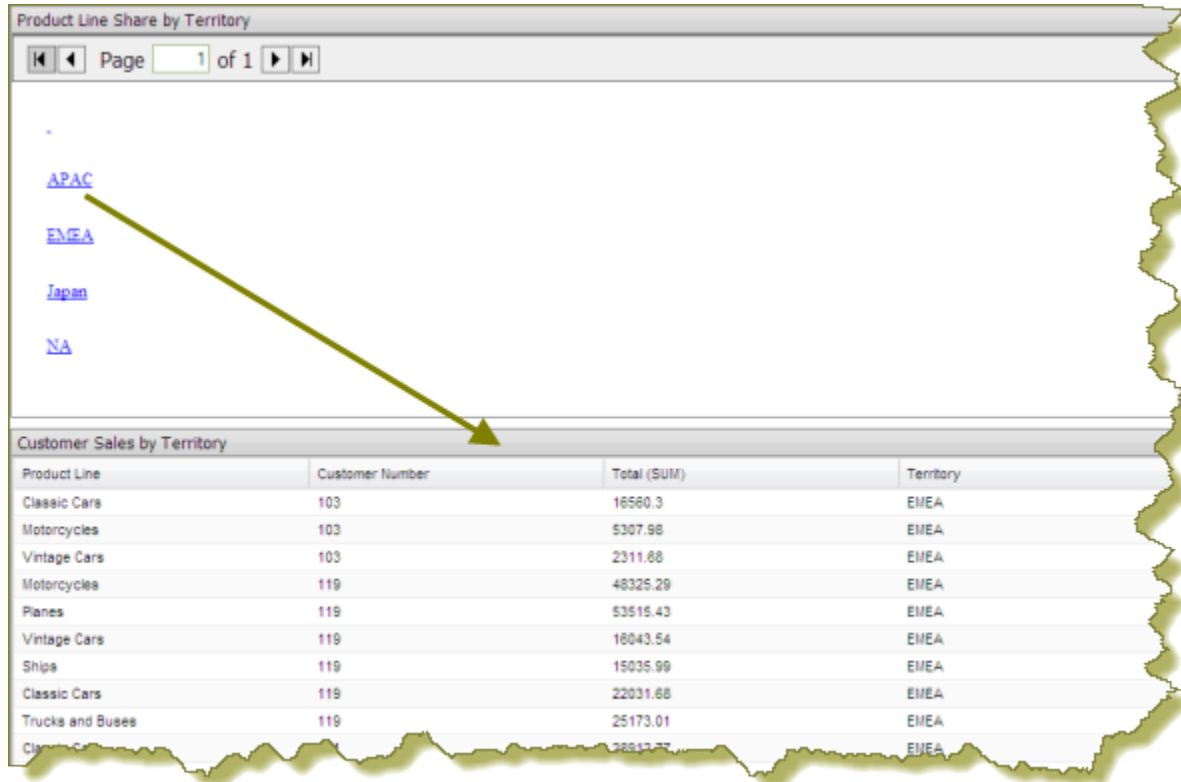 Product Line Share by Territory
Page 1 of 1
-
APAC
EMEA
Japan
NA
Customer Sales by Territory
Product Line Customer Number Total (SUM) Territory
Classic Cars 103 16560.3 EMEA
Motorcycles 103 5307.98 EMEA
Vintage Cars 103 2311.68 EMEA
Motorcycles 119 48325.29 EMEA
Planes 119 53515.43 EMEA
Vintage Cars 119 16043.54 EMEA
Ships 119 15035.99 EMEA
Classic Cars 119 22031.68 EMEA
Trucks and Buses 119 25173.01 EMEA
EMEA